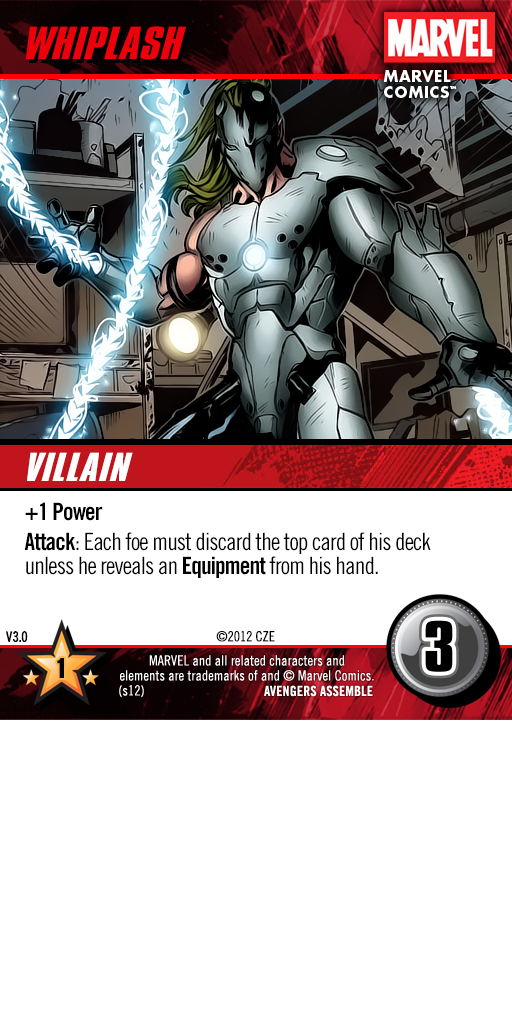 WHIPLASH
MARVEL
MARVEL
COMICS™
VILLAIN
+1 Power
Attack: Each foe must discard the top card of his deck
unless he reveals an Equipment from his hand.
V3.0
©2012 CZE
3
1
MARVEL and all related characters and
elements are trademarks of and © Marvel Comics.
(s12)
AVENGERS ASSEMBLE